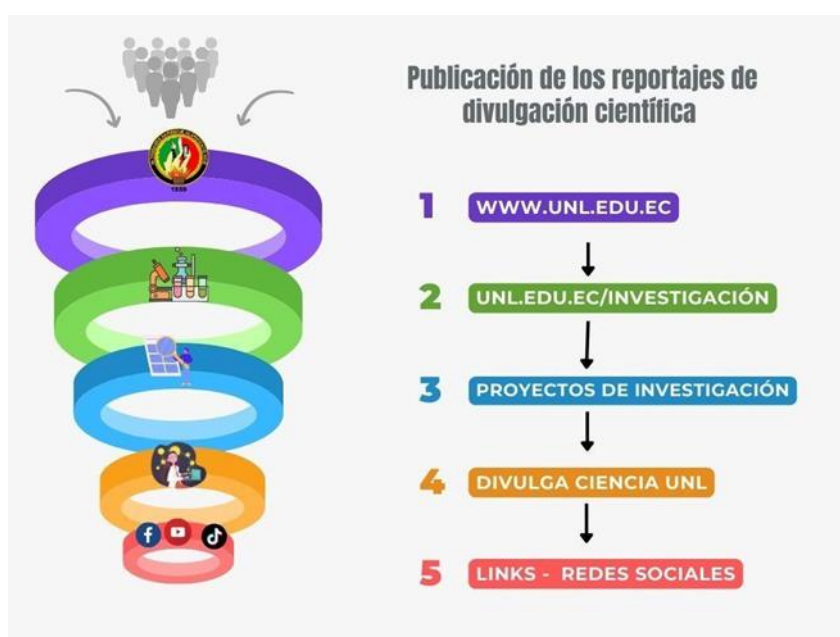 Publicación de los reportajes de
divulgación científica
1 WWW.UNL.EDU.EC
2 UNL.EDU.EC/INVESTIGACIÓN
3 PROYECTOS DE INVESTIGACIÓN
4 DIVULGA CIENCIA UNL
5 LINKS - REDES SOCIALES
1859